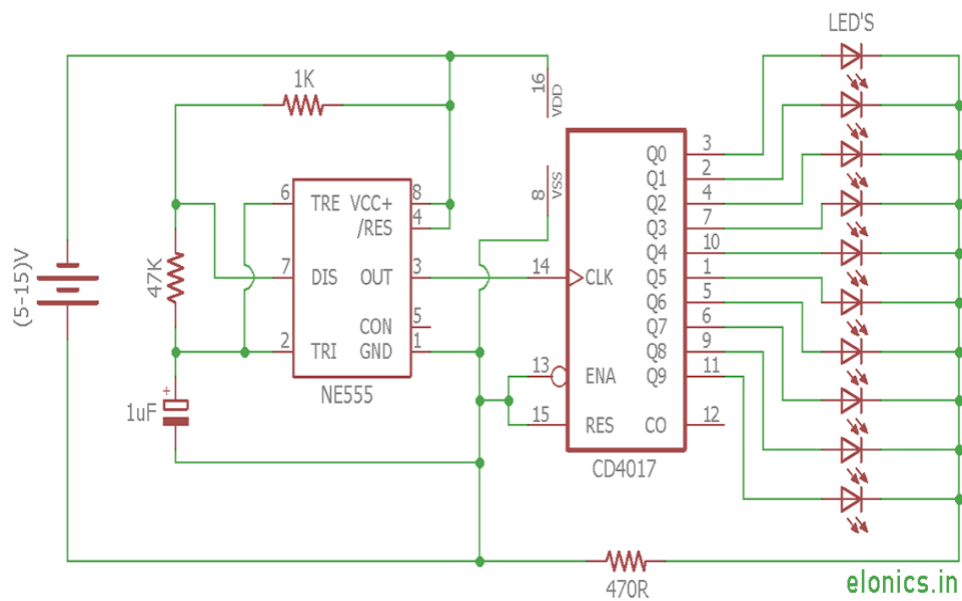 LED'S
1K
16
VDD
8
VSS
(5-15)V
47K
1uF
+
6
TRE
VCC+
8
/RES
4
7
DIS
OUT
3
CON
5
2
TRI
GND
1
NE555
14
CLK
13
ENA
15
RES
Q0
3
Q1
2
Q2
4
Q3
7
Q4
10
Q5
1
Q6
5
Q7
6
Q8
9
Q9
11
CO
12
CD4017
470R
elonics.in